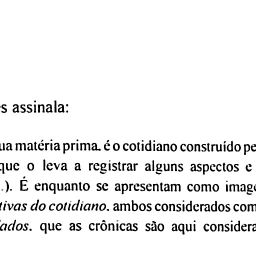 s assinala:
ua matéria prima, é o cotidiano construído pe
que o leva a registrar alguns aspectos e
.). É enquanto se apresentam como image
tivas do cotidiano, ambos considerados com
ados, que as crônicas são aqui considera